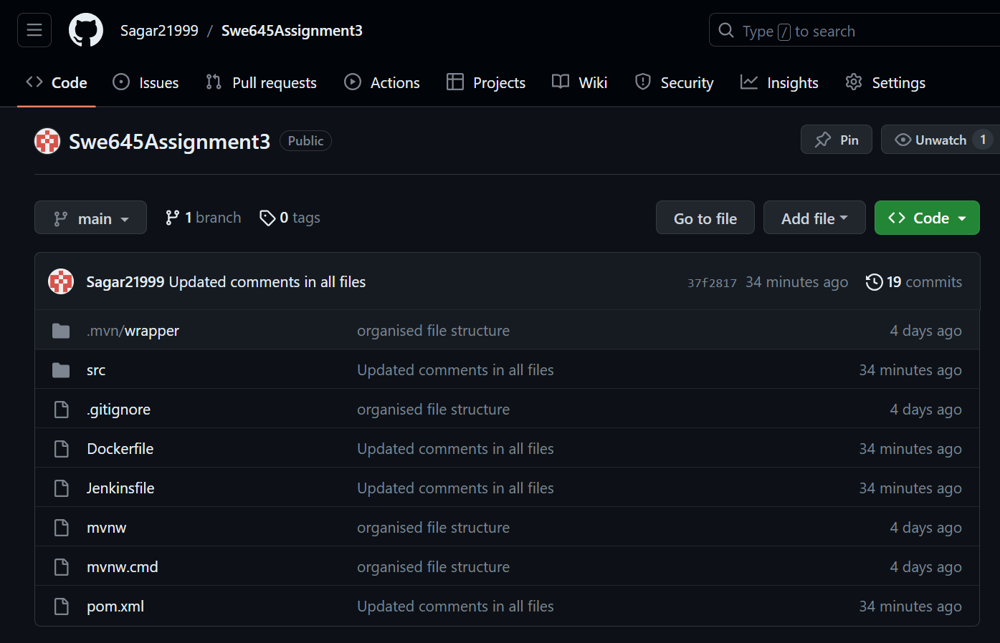 Sagar21999 / Swe645Assignment3 Type / to search
Code Issues Pull requests Actions Projects Wiki Security Insights Settings
Swe645Assignment3 Public Pin Unwatch 1
main 1 branch 0 tags Go to file Add file Code
Sagar21999 Updated comments in all files 37f2817 34 minutes ago 19 commits
.mvn/wrapper organised file structure 4 days ago
src Updated comments in all files 34 minutes ago
.gitignore organised file structure 4 days ago
Dockerfile Updated comments in all files 34 minutes ago
Jenkinsfile Updated comments in all files 34 minutes ago
mvnw organised file structure 4 days ago
mvnw.cmd organised file structure 4 days ago
pom.xml Updated comments in all files 34 minutes ago